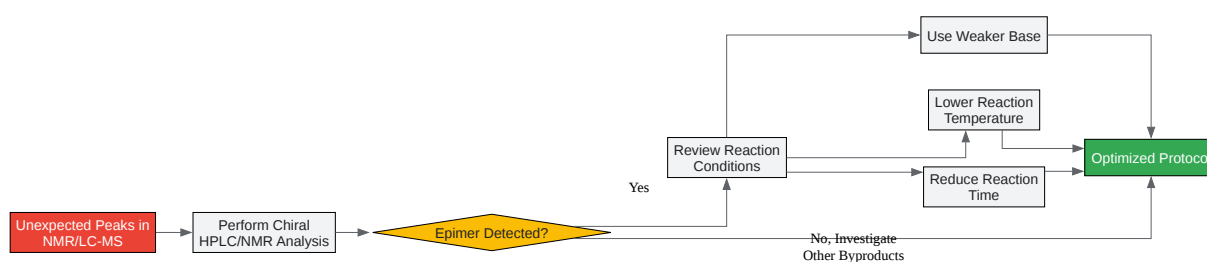 Unexpected Peaks in
NMR/LC-MS
Perform Chiral
HPLC/NMR Analysis
Epimer Detected?
Yes
Review Reaction
Conditions
Use Weaker Base
Lower Reaction
Temperature
Reduce Reaction
Time
Optimized Protoco
No, Investigate
Other Byproducts